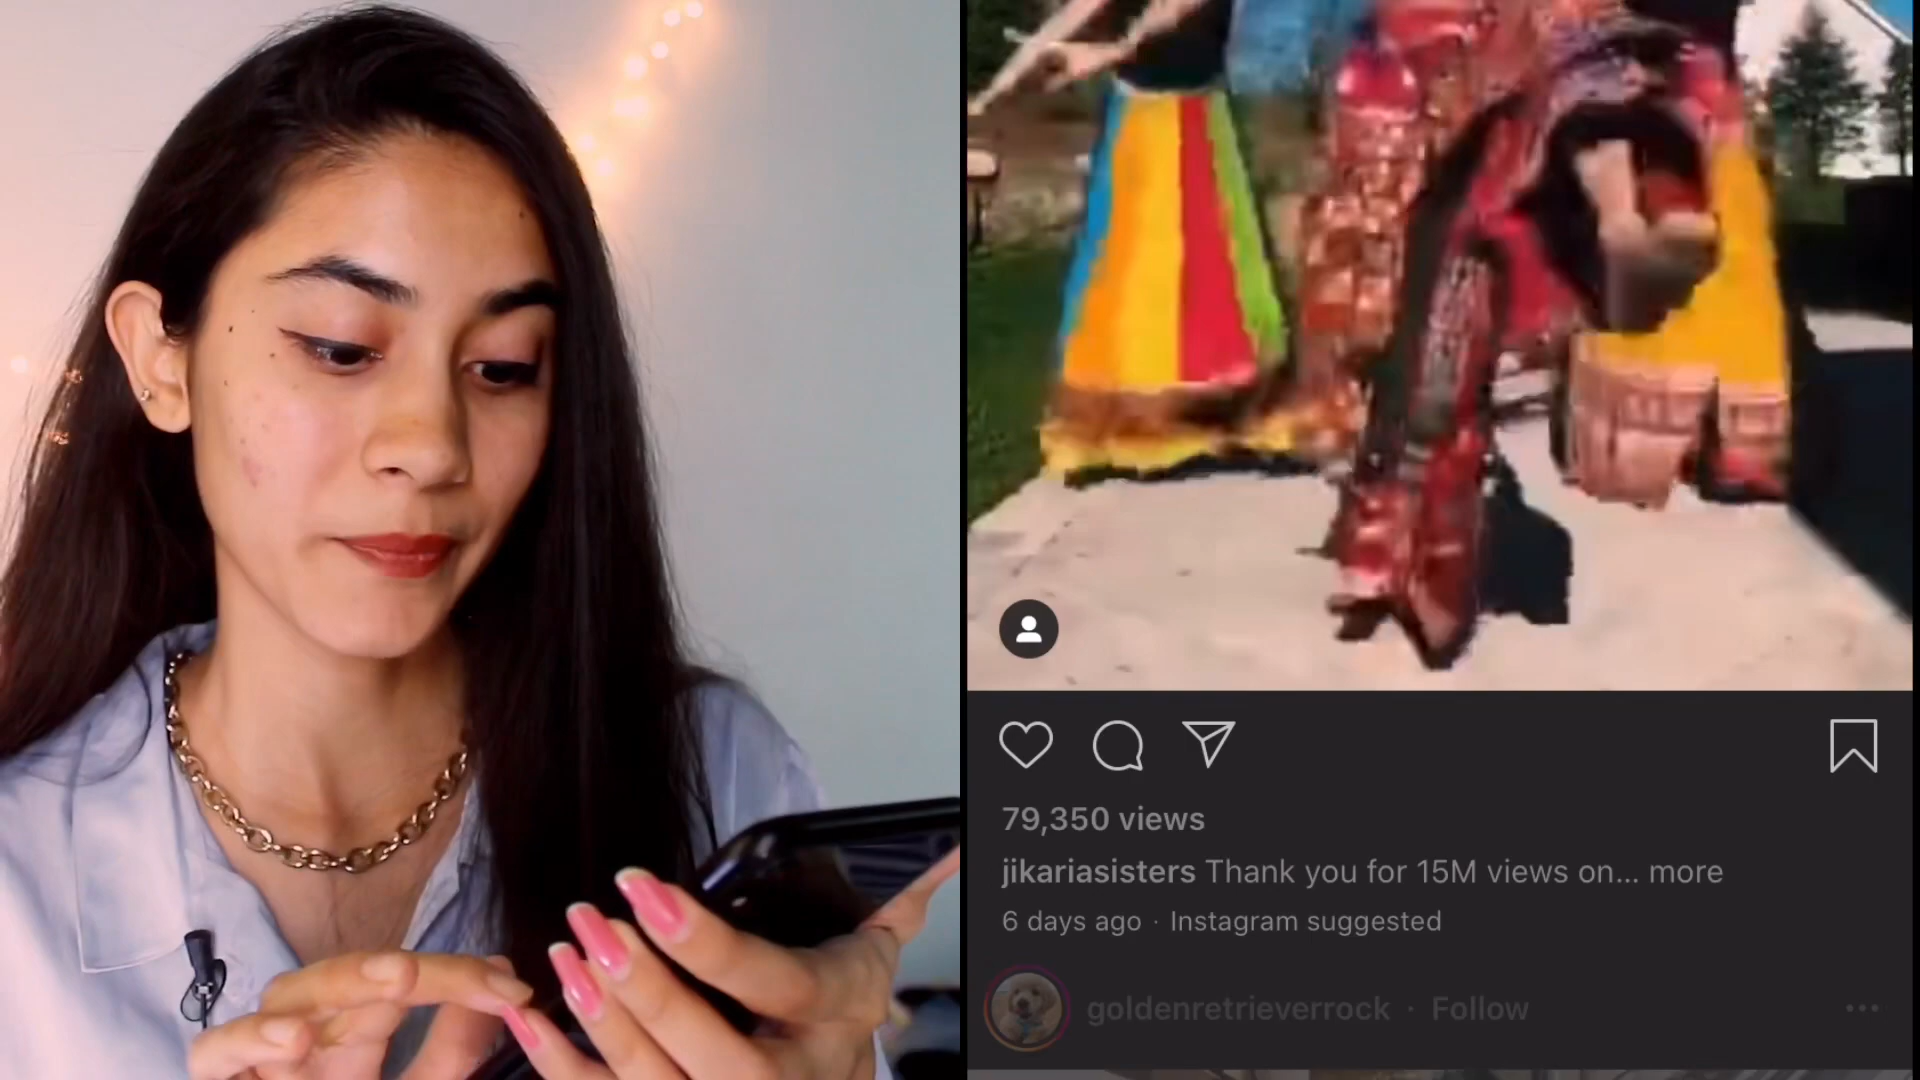 79,350 views
jikariasisters Thank you for 15M views on... more
6 days ago · Instagram suggested
goldenretrieverrock · Follow